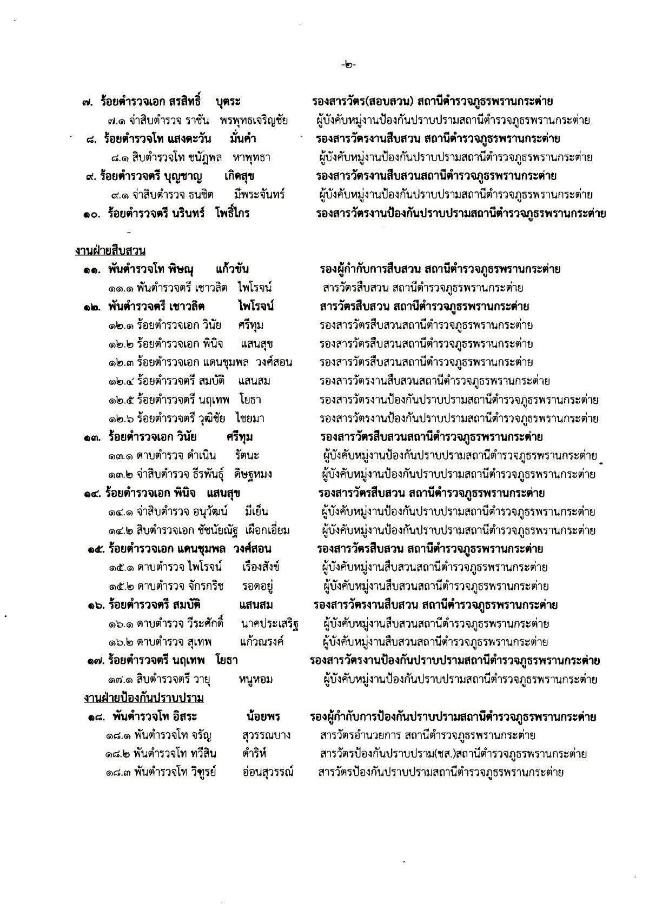 -๒-
๗. ร้อยตำรวจเอก สรสิทธิ์ บุตระ รองสารวัตร(สอบสวน) สถานีตำรวจภูธรพรานกระต่าย
๗.๑ จ่าสิบตำรวจ ราชัน พรพุทธเจริญชัย ผู้บังคับหมู่งานป้องกันปราบปรามสถานีตำรวจภูธรพรานกระต่าย
๘. ร้อยตำรวจโท แสงตะวัน มั่นคำ รองสารวัตรงานสืบสวน สถานีตำรวจภูธรพรานกระต่าย
๘.๑ สิบตำรวจโท ชนัภูพล หาพุทธา ผู้บังคับหมู่งานป้องกันปราบปรามสถานีตำรวจภูธรพรานกระต่าย
๙. ร้อยตำรวจตรี บุญชาญ เกิดสุข รองสารวัตรงานสืบสวนสถานีตำรวจภูธรพรานกระต่าย
๙.๑ จ่าสิบตำรวจ ธนชิต มีพระจันทร์ ผู้บังคับหมู่งานป้องกันปราบปรามสถานีตำรวจภูธรพรานกระต่าย
๑๐. ร้อยตำรวจตรี นรินทร์ โพธิ์ไกร รองสารวัตรงานป้องกันปราบปรามสถานีตำรวจภูธรพรานกระต่าย
งานฝ่ายสืบสวน
๑๑. พันตำรวจโท พิษณุ แก้วขัน รองผู้กำกับการสืบสวน สถานีตำรวจภูธรพรานกระต่าย
๑๑.๑ พันตำรวจตรี เชาวลิต ไพโรจน์ สารวัตรสืบสวน สถานีตำรวจภูธรพรานกระต่าย
๑๒. พันตำรวจตรี เชาวลิต ไพโรจน์ สารวัตรสืบสวน สถานีตำรวจภูธรพรานกระต่าย
๑๒.๑ ร้อยตำรวจเอก วินัย ศรีทุม รองสารวัตรสืบสวนสถานีตำรวจภูธรพรานกระต่าย
๑๒.๒ ร้อยตำรวจเอก พินิจ แสนสุข รองสารวัตรสืบสวนสถานีตำรวจภูธรพรานกระต่าย
๑๒.๓ ร้อยตำรวจเอก แดนชุมพล วงศ์สอน รองสารวัตรสืบสวนสถานีตำรวจภูธรพรานกระต่าย
๑๒.๔ ร้อยตำรวจตรี สมบัติ แสนสม รองสารวัตรงานสืบสวนสถานีตำรวจภูธรพรานกระต่าย
๑๒.๕ ร้อยตำรวจตรี นฤเทพ โยธา รองสารวัตรงานป้องกันปราบปรามสถานีตำรวจภูธรพรานกระต่าย
๑๒.๖ ร้อยตำรวจตรี วุฒิชัย ไชยมา รองสารวัตรงานป้องกันปราบปรามสถานีตำรวจภูธรพรานกระต่าย
๑๓. ร้อยตำรวจเอก วินัย ศรีทุม รองสารวัตรสืบสวนสถานีตำรวจภูธรพรานกระต่าย
๑๓.๑ ดาบตำรวจ ดำเนิน รัตนะ ผู้บังคับหมู่งานป้องกันปราบปรามสถานีตำรวจภูธรพรานกระต่าย
๑๓.๒ จ่าสิบตำรวจ ธีรพันธุ์ ดิษฐหมง ผู้บังคับหมู่งานป้องกันปราบปรามสถานีตำรวจภูธรพรานกระต่าย
๑๔. ร้อยตำรวจเอก พินิจ แสนสุข รองสารวัตรสืบสวน สถานีตำรวจภูธรพรานกระต่าย
๑๔.๑ จ่าสิบตำรวจ อนุวัฒน์ มีเย็น ผู้บังคับหมู่งานป้องกันปราบปรามสถานีตำรวจภูธรพรานกระต่าย
๑๔.๒ สิบตำรวจเอก ชัชนัยณัฐ เผือกเอี่ยม ผู้บังคับหมู่งานป้องกันปราบปรามสถานีตำรวจภูธรพรานกระต่าย
๑๕. ร้อยตำรวจเอก แดนชุมพล วงศ์สอน รองสารวัตรสืบสวน สถานีตำรวจภูธรพรานกระต่าย
๑๕.๑ ดาบตำรวจ ไพโรจน์ เรืองสังข์ ผู้บังคับหมู่งานสืบสวนสถานีตำรวจภูธรพรานกระต่าย
๑๕.๒ ดาบตำรวจ จักรกริช รอดอยู่ ผู้บังคับหมู่งานสืบสวนสถานีตำรวจภูธรพรานกระต่าย
๑๖. ร้อยตำรวจตรี สมบัติ แสนสม รองสารวัตรงานสืบสวน สถานีตำรวจภูธรพรานกระต่าย
๑๖.๑ ดาบตำรวจ วีระศักดิ์ นาคประเสริฐ ผู้บังคับหมู่งานสืบสวนสถานีตำรวจภูธรพรานกระต่าย
๑๖.๒ ดาบตำรวจ สุเทพ แก้วณรงค์ ผู้บังคับหมู่งานสืบสวนสถานีตำรวจภูธรพรานกระต่าย
๑๗. ร้อยตำรวจตรี นฤเทพ โยธา รองสารวัตรงานป้องกันปราบปรามสถานีตำรวจภูธรพรานกระต่าย
๑๗.๑ สิบตำรวจตรี วายุ หนูหอม ผู้บังคับหมู่งานป้องกันปราบปรามสถานีตำรวจภูธรพรานกระต่าย
งานฝ่ายป้องกันปราบปราม
๑๘. พันตำรวจโท อิสระ น้อยพร รองผู้กำกับการป้องกันปราบปรามสถานีตำรวจภูธรพรานกระต่าย
๑๘.๑ พันตำรวจโท จรัญ สุวรรณบาง สารวัตรอำนวยการ สถานีตำรวจภูธรพรานกระต่าย
๑๘.๒ พันตำรวจโท ทวีสิน ดำริห์ สารวัตรป้องกันปราบปราม(ชส.)สถานีตำรวจภูธรพรานกระต่าย
๑๘.๓ พันตำรวจโท วิฑูรย์ อ่อนสุวรรณ์ สารวัตรป้องกันปราบปรามสถานีตำรวจภูธรพรานกระต่าย